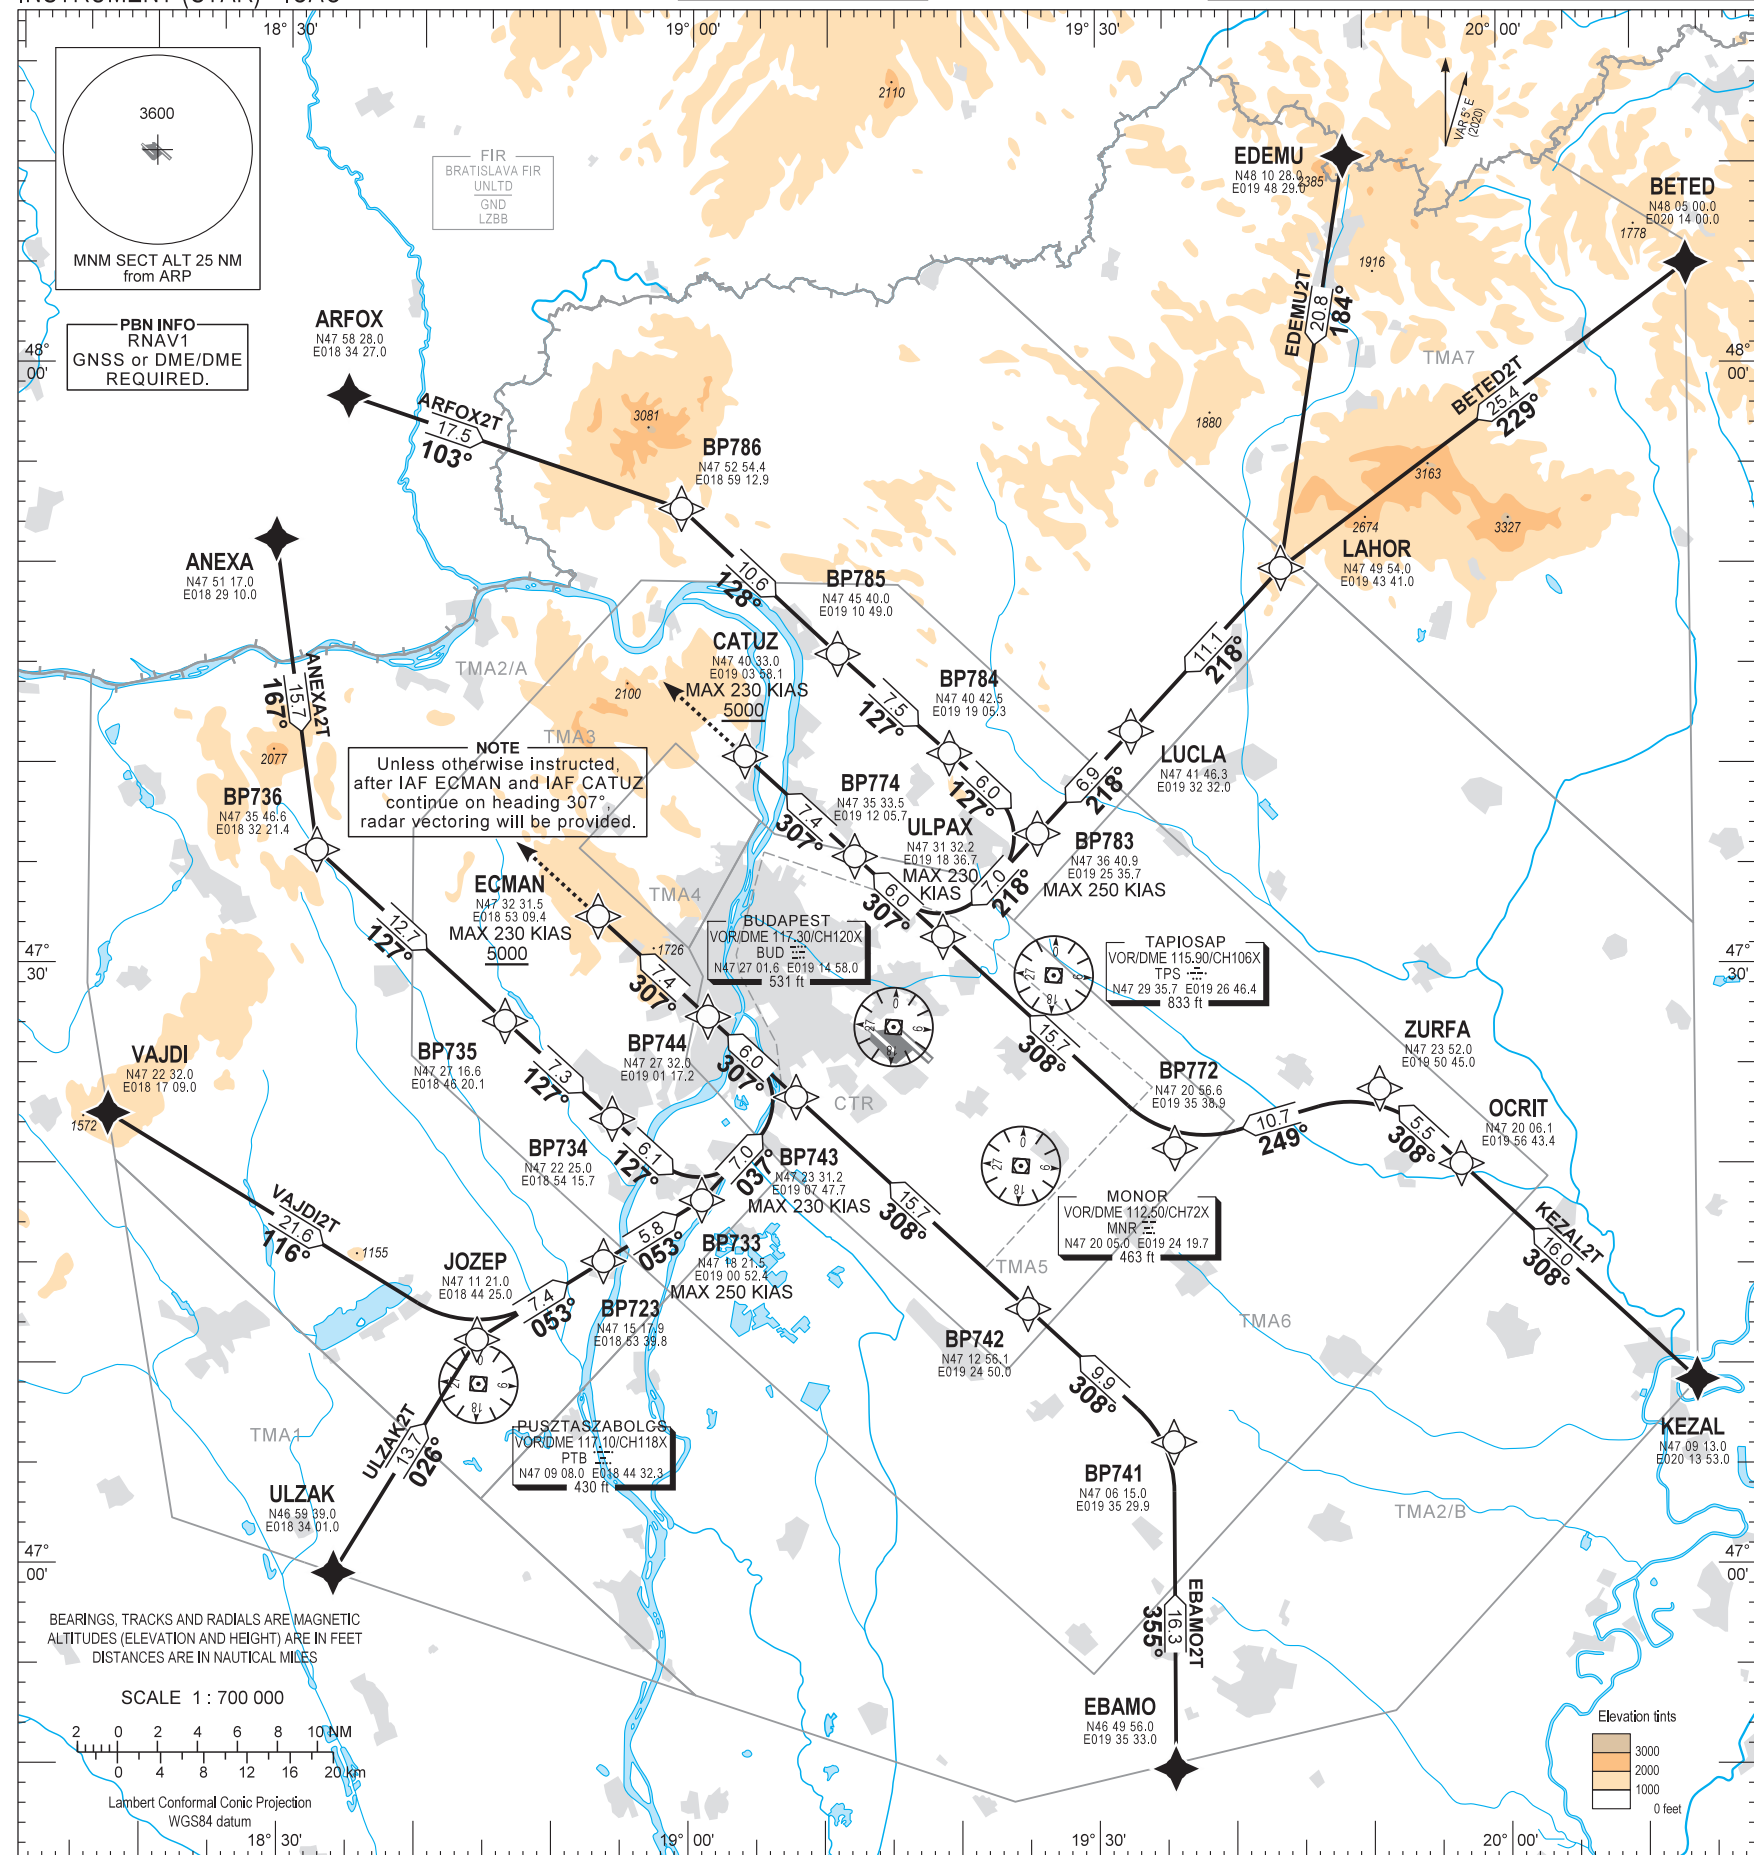 18° 30'
19° 00'
19° 30'
20° 00'
3600
MNM SECT ALT 25 NM
from ARP
PBN INFO
RNAV1
GNSS or DME/DME
REQUIRED.
FIR
BRATISLAVA FIR
UNLTD
GND
LZBB
2110
VAR 5° E
(2020)
EDEMU
N48 10 28.0
E019 48 29.0
2385
BETED
N48 05 00.0
E020 14 00.0
1778
1916
EDEMU2T
20.8
184°
TMA7
BETED2T
25.4
229°
48°
00'
48°
00'
ARFOX
N47 58 28.0
E018 34 27.0
ARFOX2T
17.5
103°
3081
1880
3163
2674
3327
BP786
N47 52 54.4
E018 59 12.9
LAHOR
N47 49 54.0
E019 43 41.0
ANEXA
N47 51 17.0
E018 29 10.0
10.6
128°
BP785
N47 45 40.0
E019 10 49.0
ANEXA2T
15.7
167°
TMA2/A
2100
TMA3
2077
CATUZ
N47 40 33.0
E019 03 58.1
MAX 230 KIAS
5000
7.5
127°
BP784
N47 40 42.5
E019 19 05.3
11.1
218°
LUCLA
N47 41 46.3
E019 32 32.0
NOTE
Unless otherwise instructed,
after IAF ECMAN and IAF CATUZ
continue on heading 307°,
radar vectoring will be provided.
BP736
N47 35 46.6
E018 32 21.4
BP774
N47 35 33.5
E019 12 05.7
7.4
307°
6.0
127°
6.9
218°
ULPAX
N47 31 32.2
E019 18 36.7
MAX 230
KIAS
BP783
N47 36 40.9
E019 25 35.7
MAX 250 KIAS
7.0
218°
6.0
307°
ECMAN
N47 32 31.5
E018 53 09.4
MAX 230 KIAS
5000
TMA4
1726
12.7
127°
7.4
307°
BUDAPEST
VOR/DME 117.30/CH120X
BUD
N47 27 01.6 E019 14 58.0
531 ft
TAPIOSAP
VOR/DME 115.90/CH106X
TPS
N47 29 35.7 E019 26 46.4
833 ft
47°
30'
47°
30'
0
9
18
27
0
9
18
27
15.7
308°
ZURFA
N47 23 52.0
E019 50 45.0
BP735
N47 27 16.6
E018 46 20.1
BP744
N47 27 32.0
E019 01 17.2
6.0
307°
CTR
BP772
N47 20 56.6
E019 35 38.9
VAJDI
N47 22 32.0
E018 17 09.0
1572
7.3
127°
10.7
249°
5.5
308°
OCRIT
N47 20 06.1
E019 56 43.4
BP734
N47 22 25.0
E018 54 15.7
6.1
127°
7.0
037°
BP743
N47 23 31.2
E019 07 47.7
MAX 230 KIAS
0
9
18
27
MONOR
VOR/DME 112.50/CH72X
MNR
N47 20 05.0 E019 24 19.7
463 ft
VAJDI2T
21.6
116°
1155
15.7
308°
KEZAL2T
16.0
308°
JOZEP
N47 11 21.0
E018 44 25.0
5.8
053°
BP733
N47 18 21.5
E019 00 52.4
MAX 250 KIAS
TMA5
7.4
053°
BP723
N47 15 17.9
E018 53 39.8
TMA6
BP742
N47 12 56.1
E019 24 50.0
9.9
308°
0
9
18
27
KEZAL
N47 09 13.0
E020 13 53.0
TMA1
ULZAK2T
13.7
026°
PUSZTASZABOLCS
VOR/DME 117.10/CH118X
PTB
N47 09 08.0 E018 44 32.3
430 ft
BP741
N47 06 15.0
E019 35 29.9
TMA2/B
ULZAK
N46 59 39.0
E018 34 01.0
47°
00'
47°
00'
EBAMO2T
16.3
355°
BEARINGS, TRACKS AND RADIALS ARE MAGNETIC
ALTITUDES (ELEVATION AND HEIGHT) ARE IN FEET
DISTANCES ARE IN NAUTICAL MILES
SCALE 1 : 700 000
2 0 2 4 6 8 10 NM
0 4 8 12 16 20 km
Lambert Conformal Conic Projection
WGS84 datum
EBAMO
N46 49 56.0
E019 35 33.0
Elevation tints
3000
2000
1000
0 feet
18° 30'
19° 00'
19° 30'
20° 00'